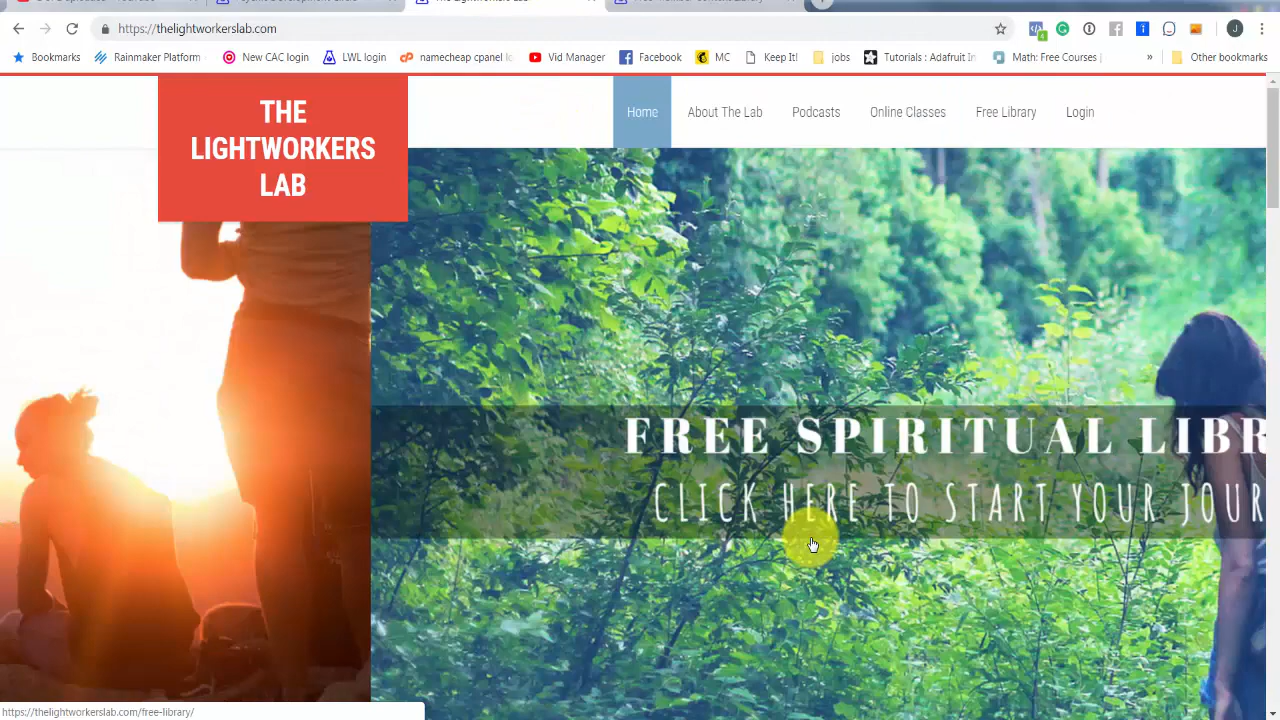 https://thelightworkerslab.com
4
J
Bookmarks Rainmaker Platform New CAC log LWL login namecheap cpanel lo Vid Manager Facebook MC Keep It! jobs Tutorials : Adafruit In Math: Free Courses | » Other bookmarks
THE
LIGHTWORKERS
LAB
Home About The Lab Podcasts Online Classes Free Library Login
FREE SPIRITUAL LIBR
CLICK HERE TO START YOUR JOUR
https://thelightworkerslab.com/free-library/